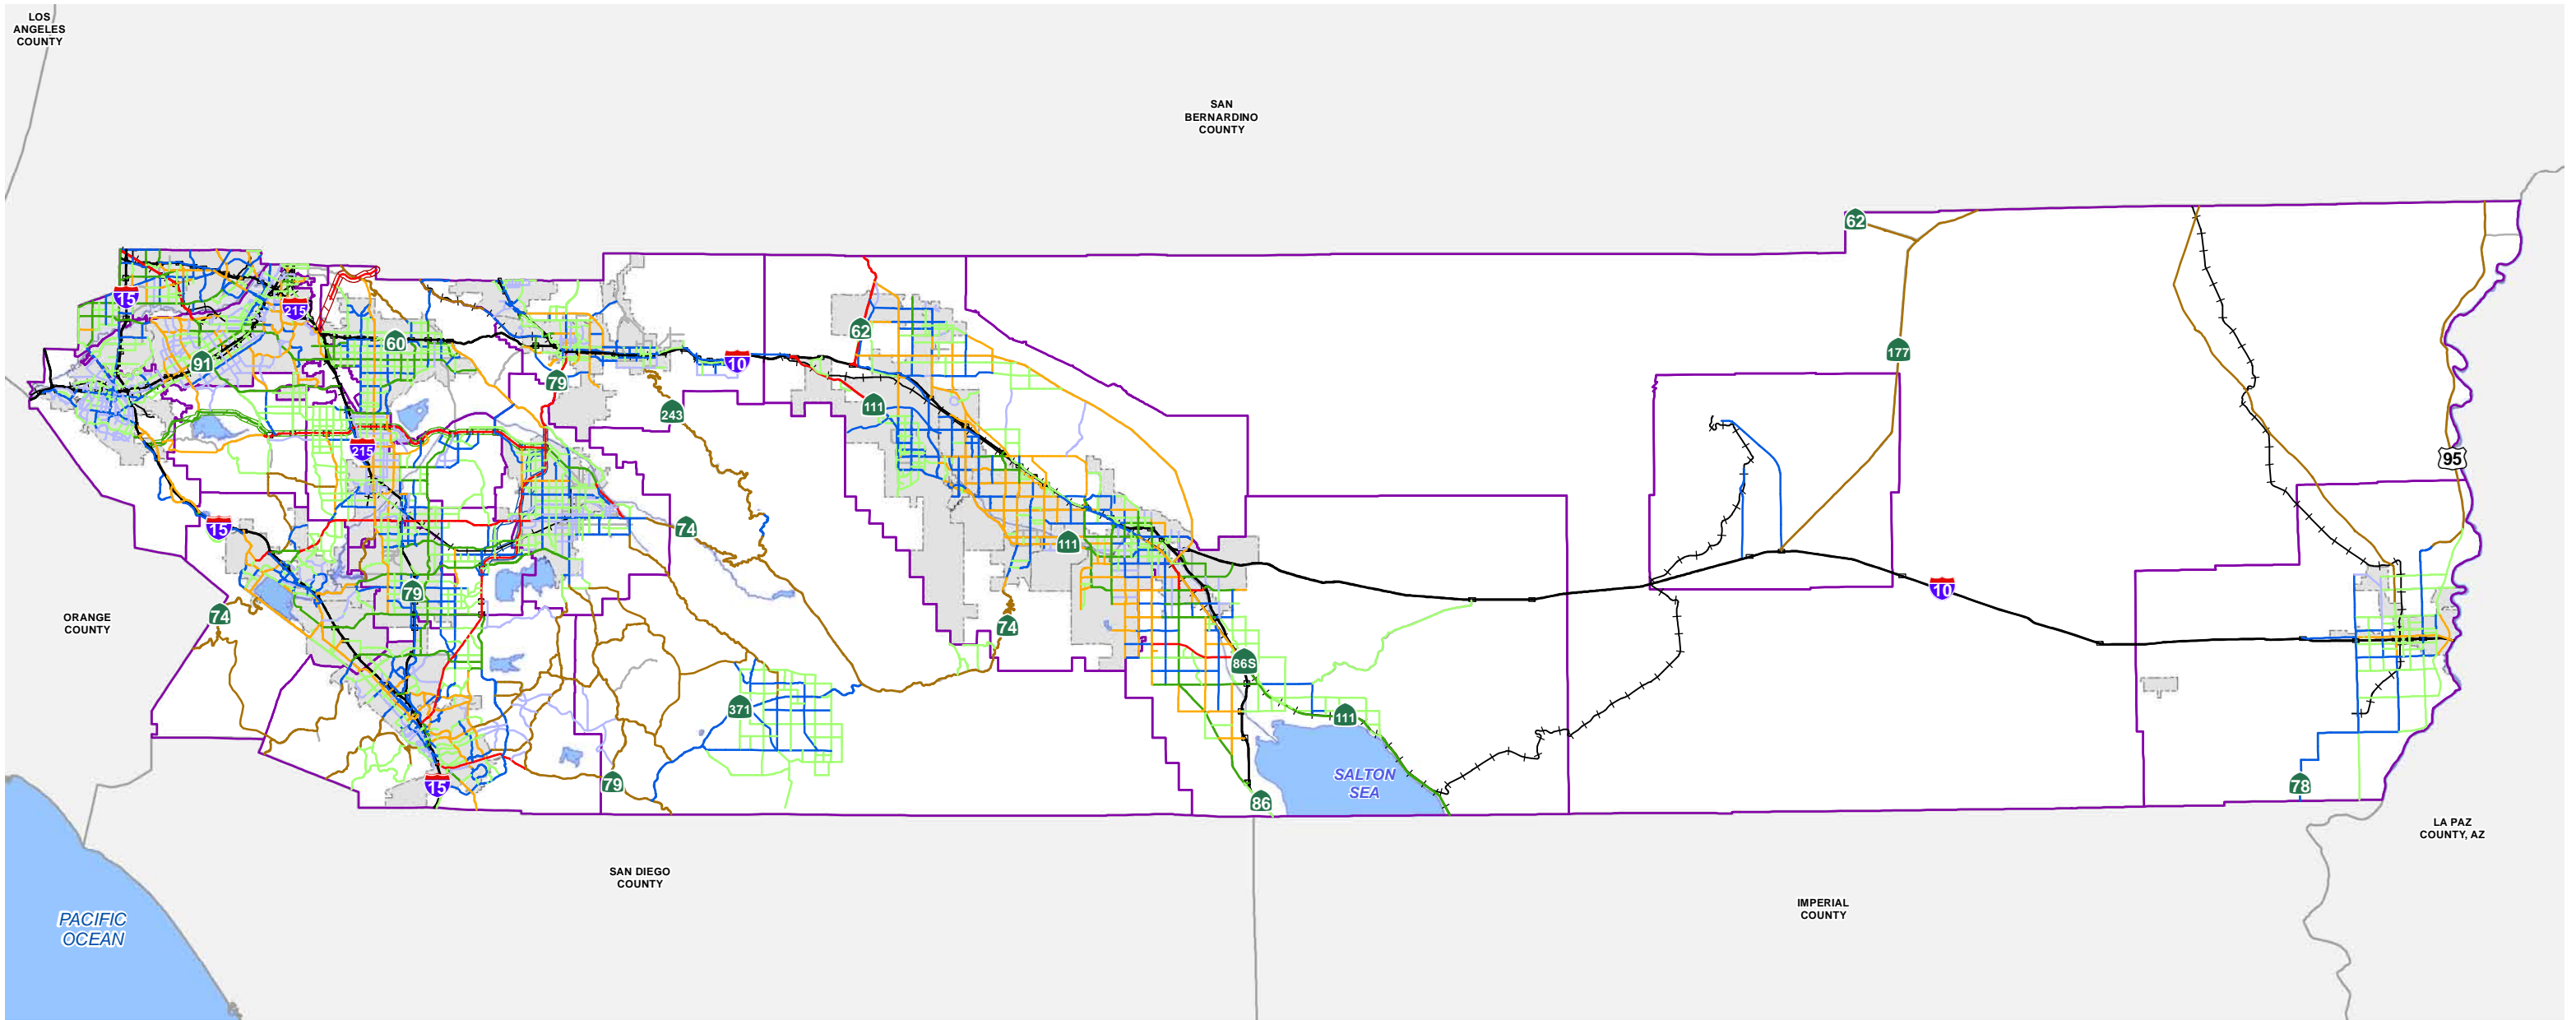 LOS
ANGELES
COUNTY
SAN
BERNARDINO
COUNTY
62
15
215
62
60
91
10
177
79
111
243
215
95
15
74
111
79
10
ORANGE
COUNTY
74
74
86S
371
111
SALTON
SEA
79
15
78
86
LA PAZ
COUNTY, AZ
SAN DIEGO
COUNTY
IMPERIAL
COUNTY
PACIFIC
OCEAN